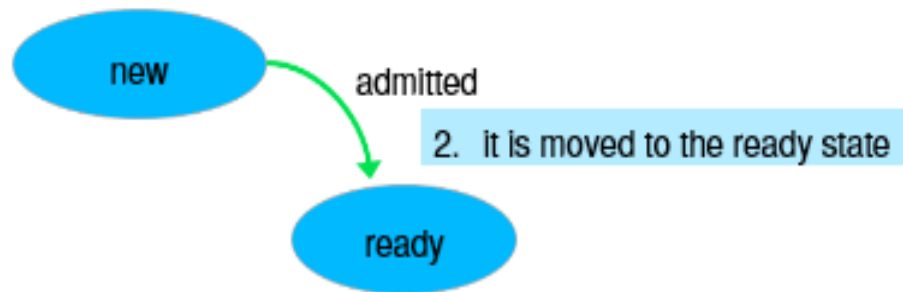 new
admitted
2. it is moved to the ready state
ready